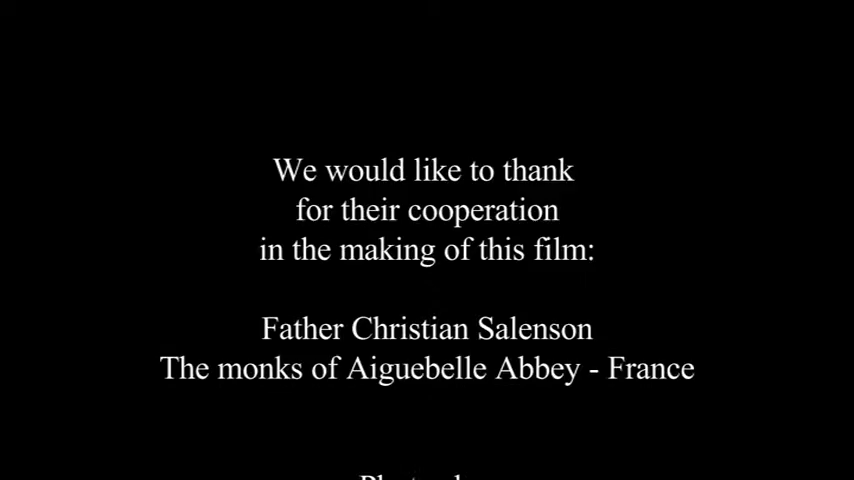 We would like to thank
for their cooperation
in the making of this film:
Father Christian Salenson
The monks of Aiguebelle Abbey - France